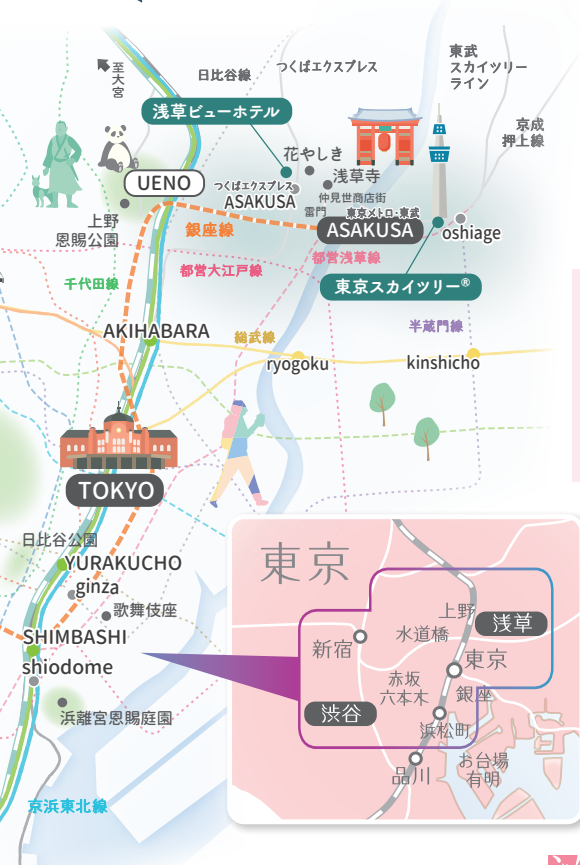 至大宮
日比谷線
つくばエクスプレス
東武
スカイツリー
ライン
京成
押上線
浅草ビューホテル
花やしき
浅草寺
UENO
つくばエクスプレス
ASAKUSA
仲見世商店街
雷門
東京メトロ・東武
ASAKUSA
oshiage
上野
恩賜公園
銀座線
都営浅草線
都営大江戸線
千代田線
東京スカイツリー®
AKIHABARA
総武線
半蔵門線
ryogoku
kinshicho
TOKYO
日比谷公園
YURAKUCHO
ginza
歌舞伎座
SHIMBASHI
shiodome
浜離宮恩賜庭園
京浜東北線
東京
上野
浅草
水道橋
新宿
東京
赤坂
六本木
銀座
渋谷
浜松町
品川
お台場
有明